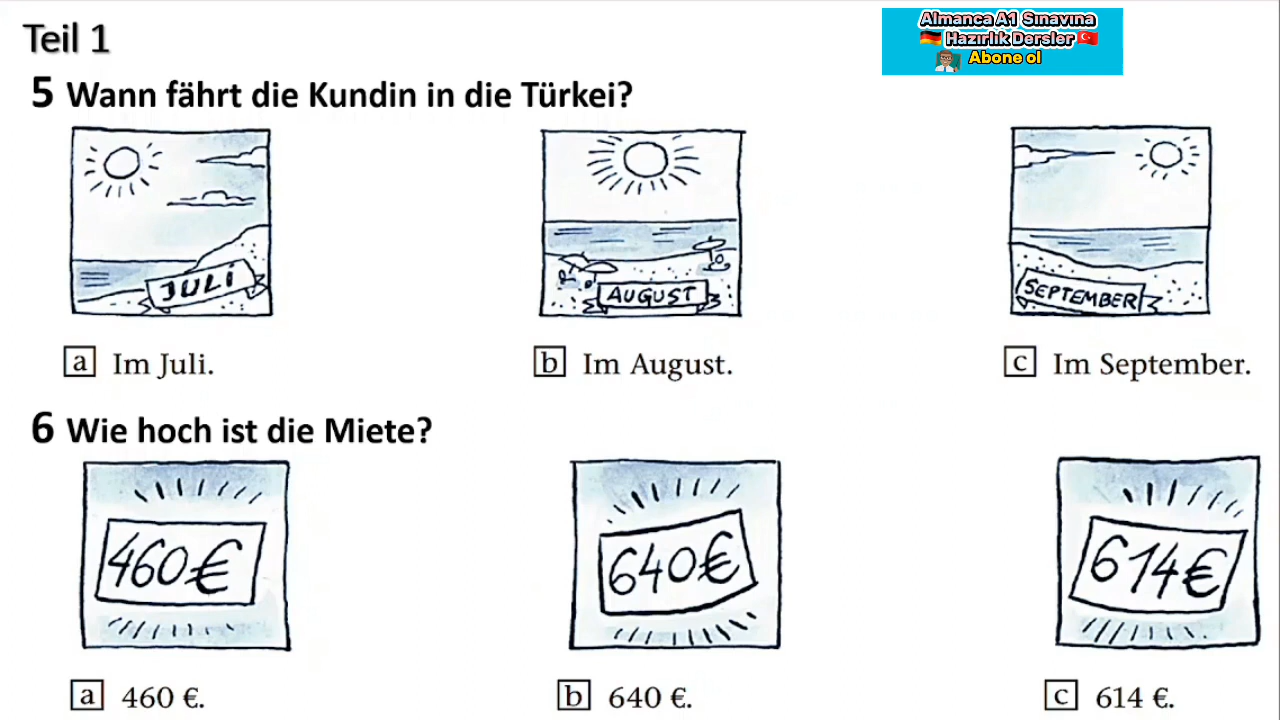 Teil 1
Almanca A1 Sınavına
Hazırlık Dersler
Abone ol
5 Wann fährt die Kundin in die Türkei?
JULI
AUGUST
SEPTEMBER
a Im Juli.
b Im August.
c Im September.
6 Wie hoch ist die Miete?
460€
640€
614€
a 460 €.
b 640 €.
c 614 €.